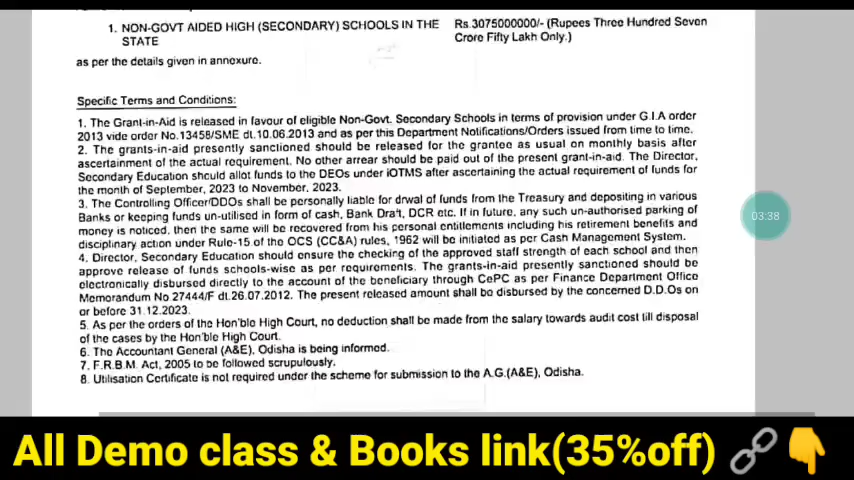 1. NON-GOVT AIDED HIGH (SECONDARY) SCHOOLS IN THE STATE
Rs.3075000000/- (Rupees Three Hundred Seven Crore Fifty Lakh Only.)
as per the details given in annexure.
Specific Terms and Conditions:
1. The Grant-in-Aid is released in favour of eligible Non-Govt. Secondary Schools in terms of provision under G.I.A order
2013 vide order No.13458/SME dt.10.06.2013 and as per this Department Notifications/Orders issued from time to time.
2. The grants-in-aid presently sanctioned should be released for the grantee as usual on monthly basis after
ascertainment of the actual requirement. No other arrear should be paid out of the present grant-in-aid. The Director,
Secondary Education should allot funds to the DEOs under iOTMS after ascertaining the actual requirement of funds for
the month of September, 2023 to November, 2023.
3. The Controlling Officer/DDOs shall be personally liable for drwal of funds from the Treasury and depositing in various
Banks or keeping funds un-utilised in form of cash, Bank Draft, DCR etc. If in future, any such un-authorised parking of
money is noticed, then the same will be recovered from his personal entitlements including his retirement benefits and
disciplinary action under Rule-15 of the OCS (CC&A) rules, 1962 will be initiated as per Cash Management System.
4. Director, Secondary Education should ensure the checking of the approved staff strength of each school and then
approve release of funds schools-wise as per requirements. The grants-in-aid presently sanctioned should be
electronically disbursed directly to the account of the beneficiary through CePC as per Finance Department Office
Memorandum No 27444/F dt.26.07.2012. The present released amount shall be disbursed by the concerned D.D.Os on
or before 31.12.2023.
5. As per the orders of the Hon'ble High Court, no deduction shall be made from the salary towards audit cost till disposal
of the cases by the Hon'ble High Court.
6. The Accountant General (A&E), Odisha is being informed.
7. F.R.B.M. Act, 2005 to be followed scrupulously.
8. Utilisation Certificate is not required under the scheme for submission to the A.G.(A&E), Odisha.
03:38
All Demo class & Books link(35%off) 🔗👇